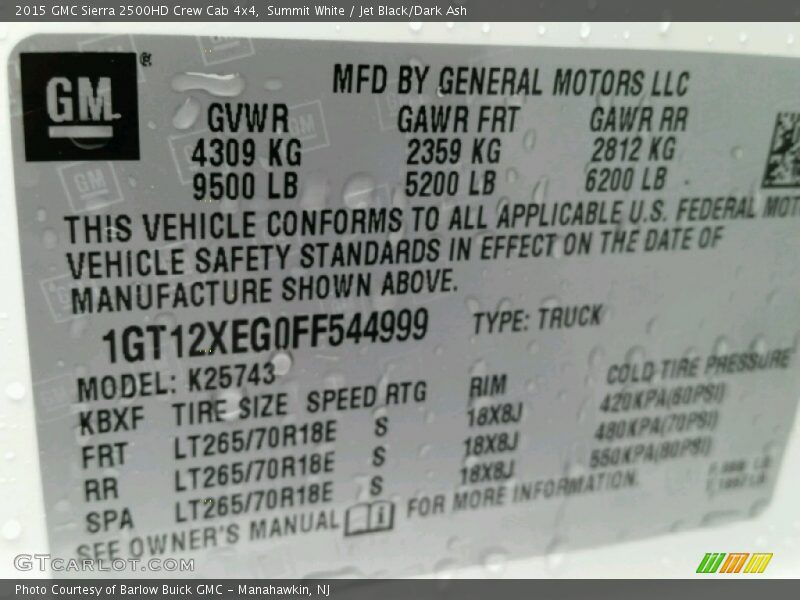 2015 GMC Sierra 2500HD Crew Cab 4x4, Summit White / Jet Black/Dark Ash
GM ®
MFD BY GENERAL MOTORS LLC
GVWR GAWR FRT GAWR RR
4309 KG 2359 KG 2812 KG
9500 LB 5200 LB 6200 LB
THIS VEHICLE CONFORMS TO ALL APPLICABLE U.S. FEDERAL MOT
VEHICLE SAFETY STANDARDS IN EFFECT ON THE DATE OF
MANUFACTURE SHOWN ABOVE.
1GT12XEG0FF544999 TYPE: TRUCK
MODEL: K25743
KBXF TIRE SIZE SPEED RTG RIM COLD TIRE PRESSURE
FRT LT265/70R18E S 18X8J 420KPA(60PSI)
RR LT265/70R18E S 18X8J 480KPA(70PSI)
SPA LT265/70R18E S 18X8J 550KPA(80PSI)
SEE OWNER'S MANUAL FOR MORE INFORMATION.
GTcarlot.com
Photo Courtesy of Barlow Buick GMC - Manahawkin, NJ